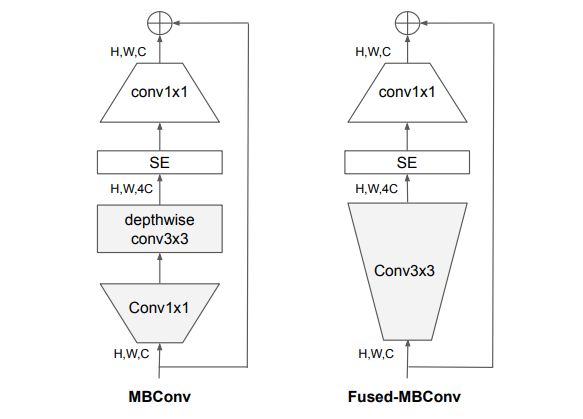 H,W,C
conv1x1
SE
H,W,4C
depthwise
conv3x3
Conv1x1
H,W,C
MBConv
H,W,C
conv1x1
SE
H,W,4C
Conv3x3
H,W,C
Fused-MBConv